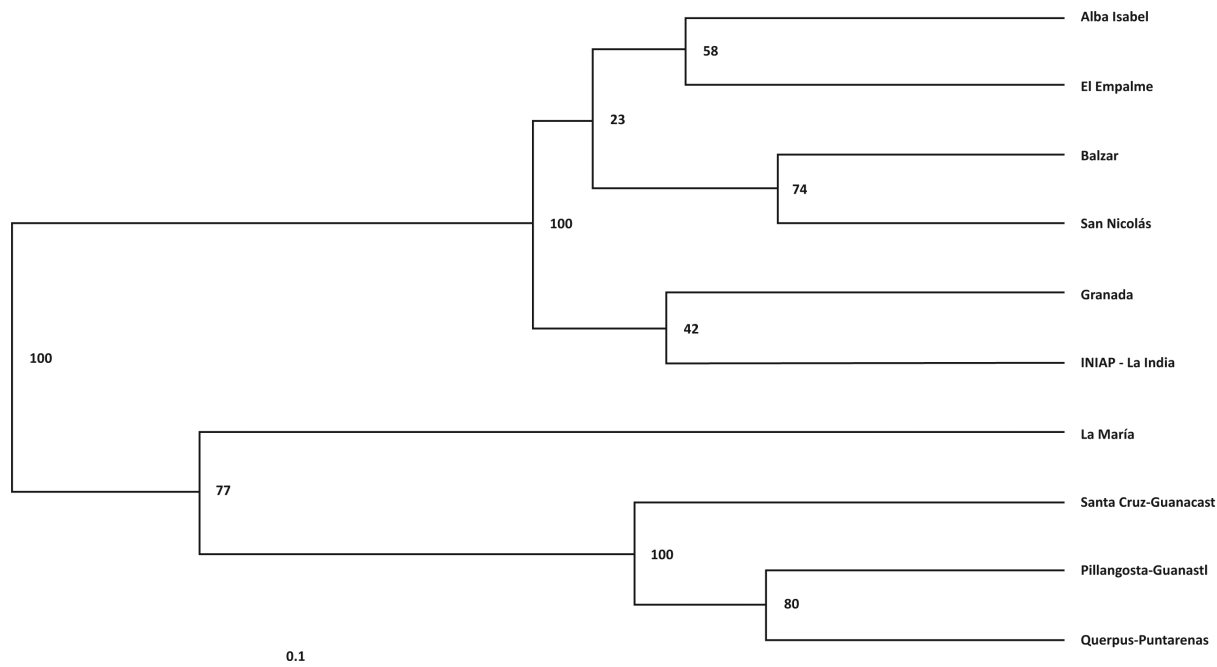 Alba Isabel
58
El Empalme
23
Balzar
74
San Nicolás
100
Granada
42
INIAP - La India
100
La María
77
Santa Cruz-Guanacast
100
Pillangosta-Guanastl
80
Querpus-Puntarenas
0.1